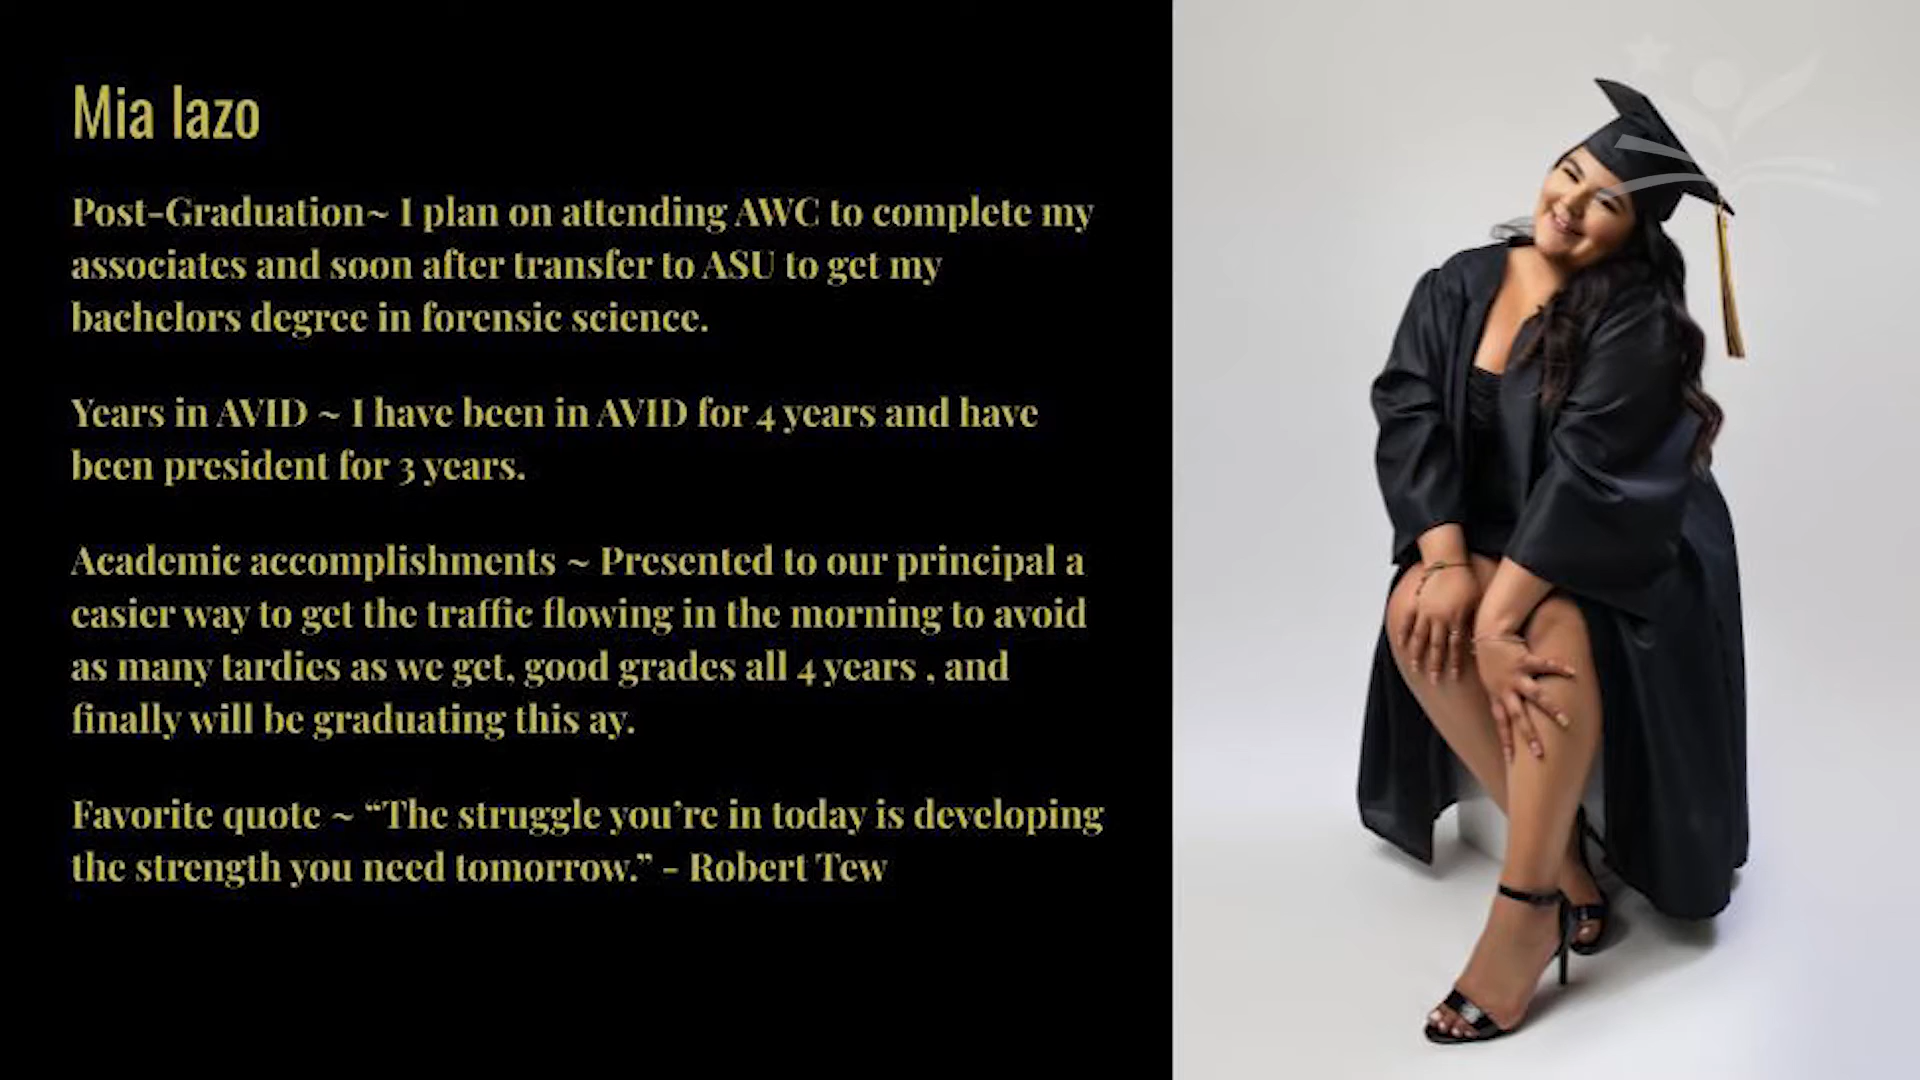 Mia lazo
Post-Graduation~ I plan on attending AWC to complete my
associates and soon after transfer to ASU to get my
bachelors degree in forensic science.
Years in AVID ~ I have been in AVID for 4 years and have
been president for 3 years.
Academic accomplishments ~ Presented to our principal a
easier way to get the traffic flowing in the morning to avoid
as many tardies as we get, good grades all 4 years , and
finally will be graduating this ay.
Favorite quote ~ “The struggle you’re in today is developing
the strength you need tomorrow.” - Robert Tew